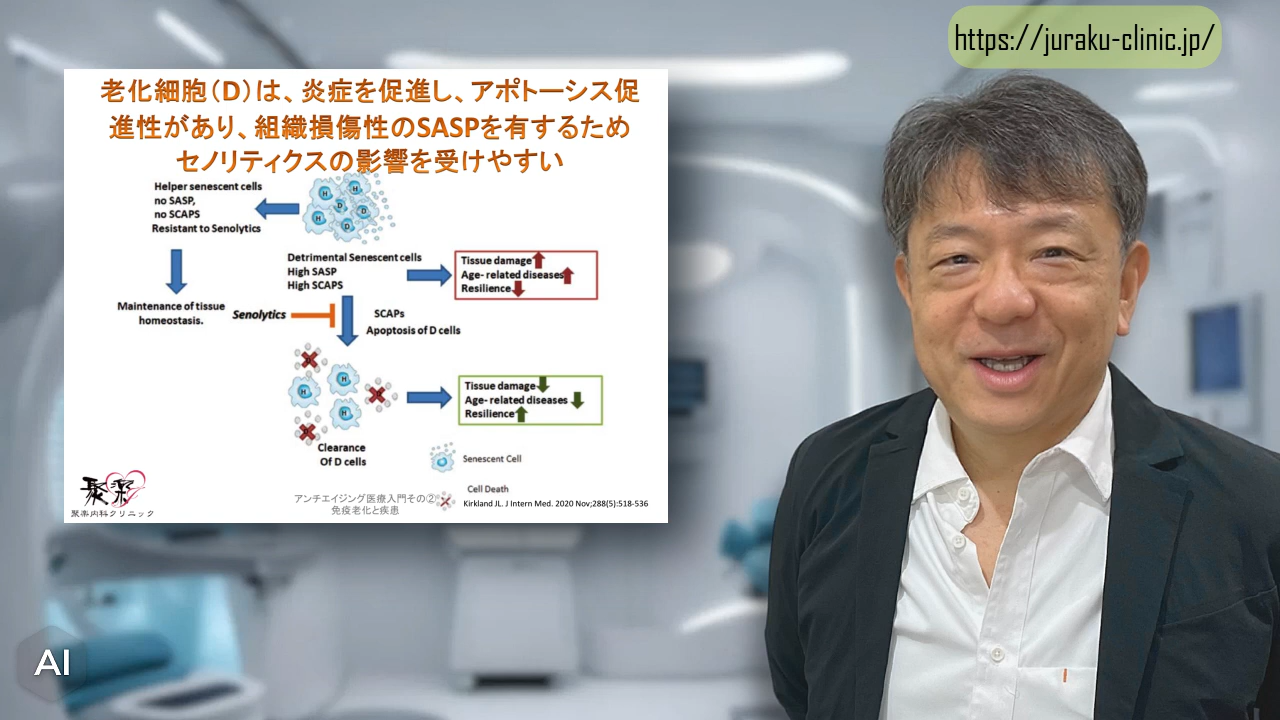 https://juraku-clinic.jp/
老化細胞（D）は、炎症を促進し、アポトーシス促
進性があり、組織損傷性のSASPを有するため
セノリティクスの影響を受けやすい
Helper senescent cells
no SASP,
no SCAPS
Resistant to Senolytics
H
H
D
H
D
D
Detrimental Senescent cells
High SASP
High SCAPS
Tissue damage
Age- related diseases
Resilience
Maintenance of tissue
homeostasis.
Senolytics
SCAPs
Apoptosis of D cells
H
H
H
Tissue damage
Age- related diseases
Resilience
Clearance
Of D cells
Senescent Cell
Cell Death
聚楽
聚楽内科クリニック
アンチエイジング医療入門その②
免疫老化と疾患
Kirkland JL. J Intern Med. 2020 Nov;288(5):518-536
AI